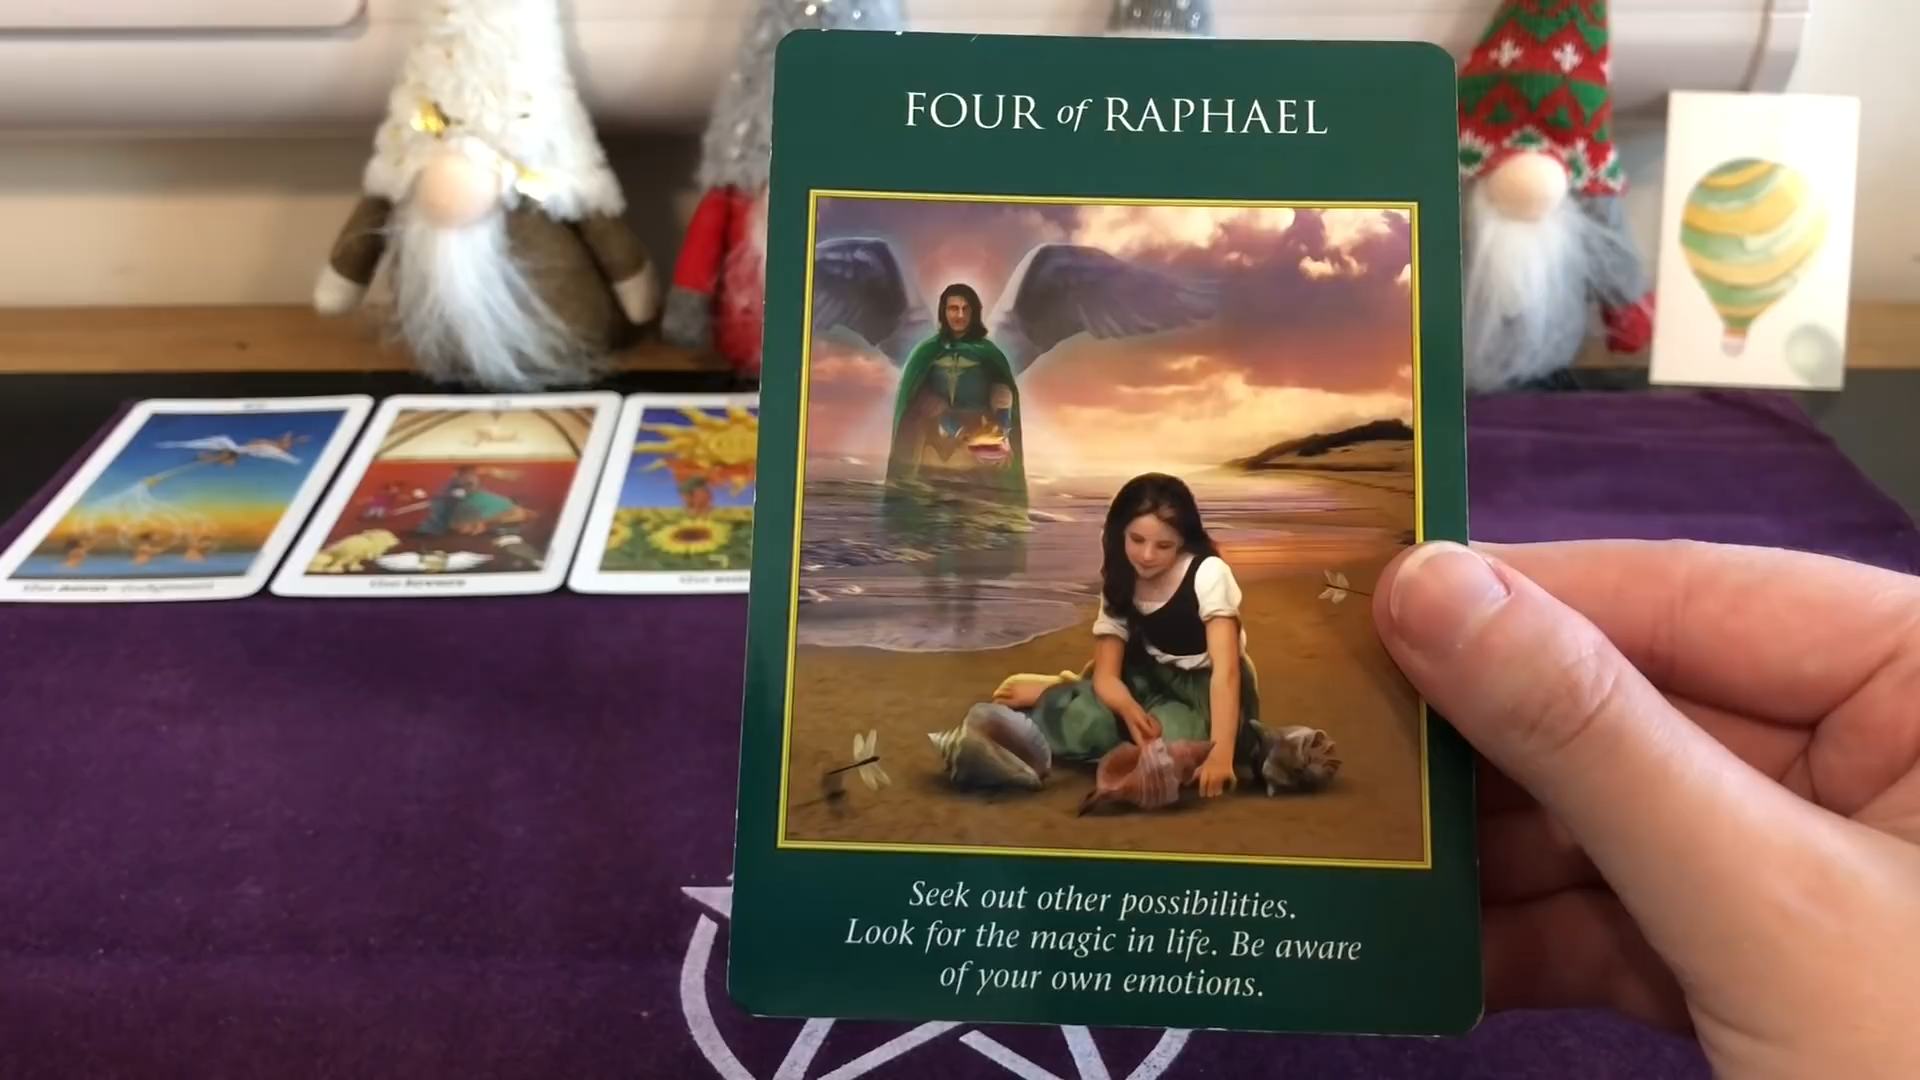 FOUR of RAPHAEL
Seek out other possibilities.
Look for the magic in life. Be aware
of your own emotions.